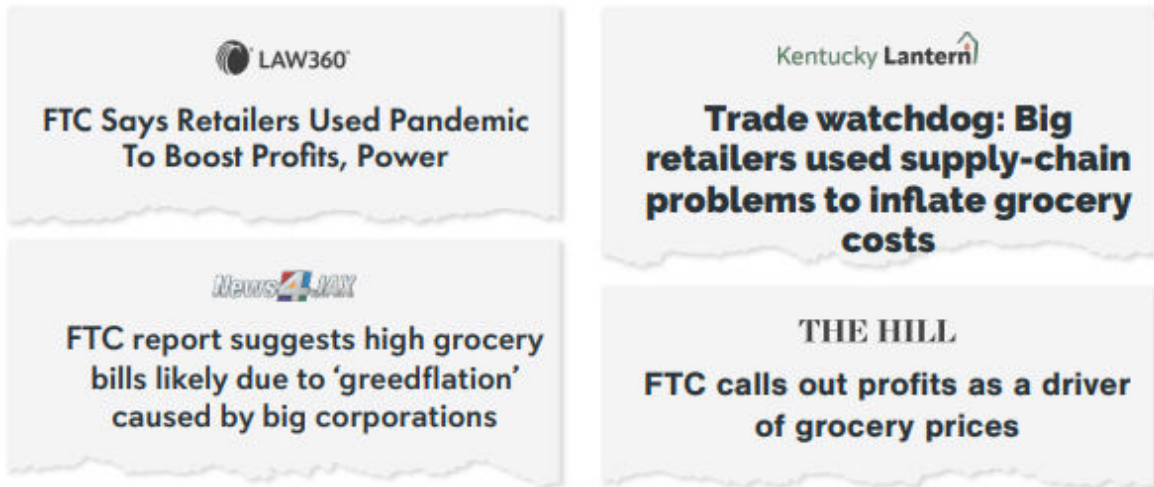 LAW360
FTC Says Retailers Used Pandemic
To Boost Profits, Power
News4JAX
FTC report suggests high grocery
bills likely due to ‘greedflation’
caused by big corporations
Kentucky Lantern
Trade watchdog: Big
retailers used supply-chain
problems to inflate grocery
costs
THE HILL
FTC calls out profits as a driver
of grocery prices